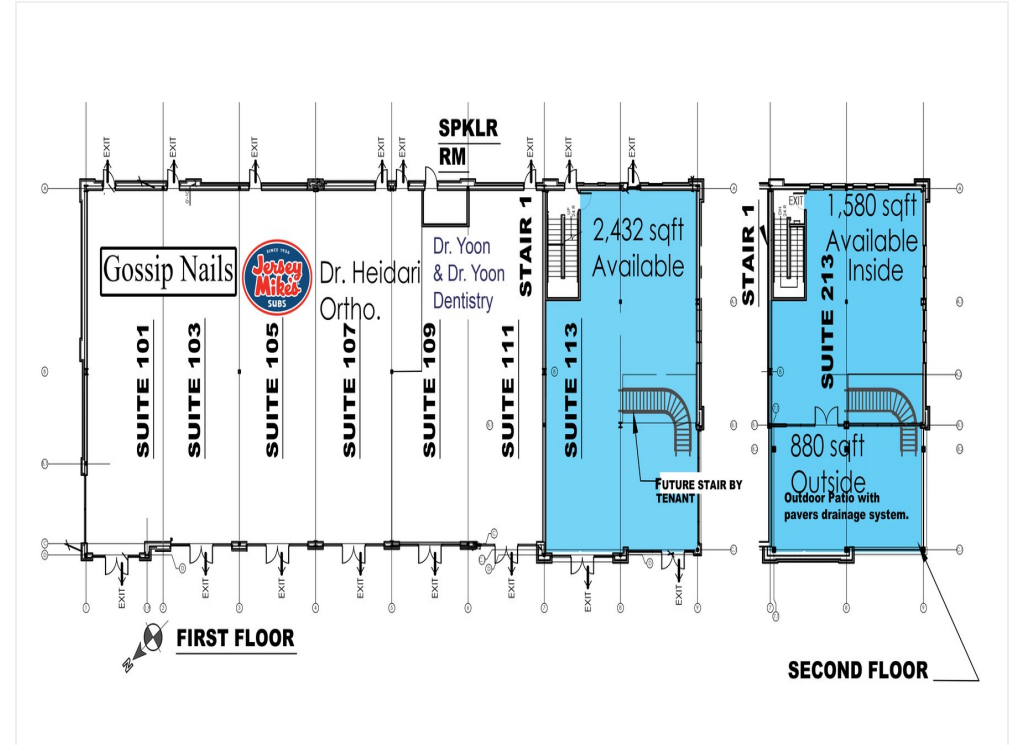 SPKLR
RM
EXIT
EXIT
EXIT
EXIT
EXIT
EXIT
EXIT
EXIT
Gossip Nails
SINCE 1956
Jersey
Mike's
SUBS
Dr. Heidari
Ortho.
Dr. Yoon
& Dr. Yoon
Dentistry
STAIR 1
UP
2,432 sqft
Available
SUITE 101
SUITE 103
SUITE 105
SUITE 107
SUITE 109
SUITE 111
SUITE 113
FUTURE STAIR BY
TENANT
EXIT
EXIT
EXIT
EXIT
EXIT
EXIT
EXIT
N
FIRST FLOOR
STAIR 1
EXIT
DN.
1,580 sqft
Available
Inside
SUITE 213
880 sqft
Outside
Outdoor Patio with
pavers drainage system.
SECOND FLOOR